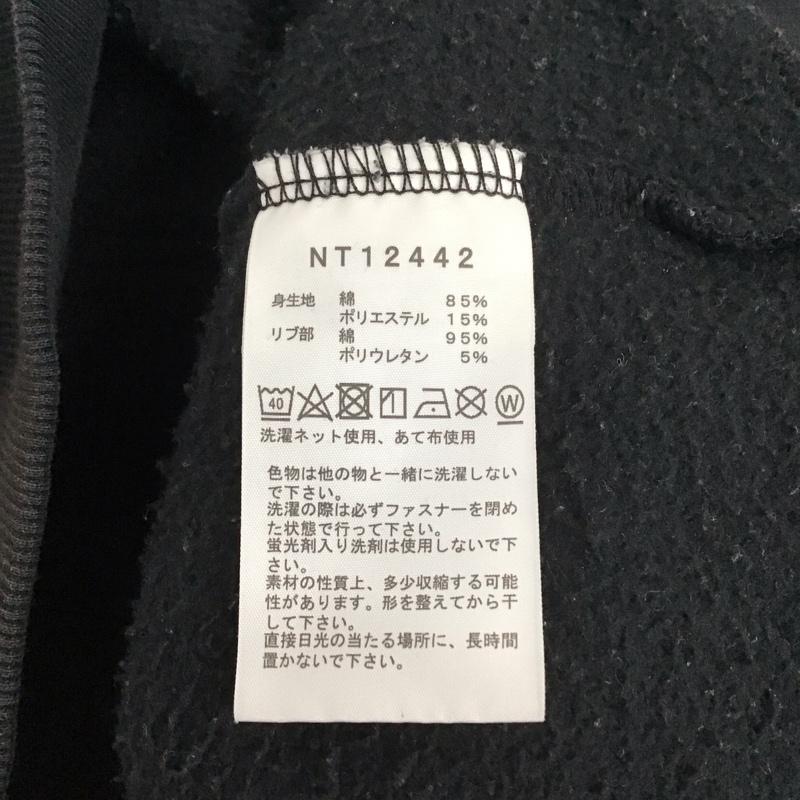 NT12442
身生地 綿 85%
ポリエステル 15%
リブ部 綿 95%
ポリウレタン 5%
40 W
洗濯ネット使用、あて布使用
色物は他の物と一緒に洗濯しない
で下さい。
洗濯の際は必ずファスナーを閉め
た状態で行って下さい。
蛍光剤入り洗剤は使用しないで下
さい。
素材の性質上、多少収縮する可能
性があります。形を整えてから干
して下さい。
直接日光の当たる場所に、長時間
置かないで下さい。